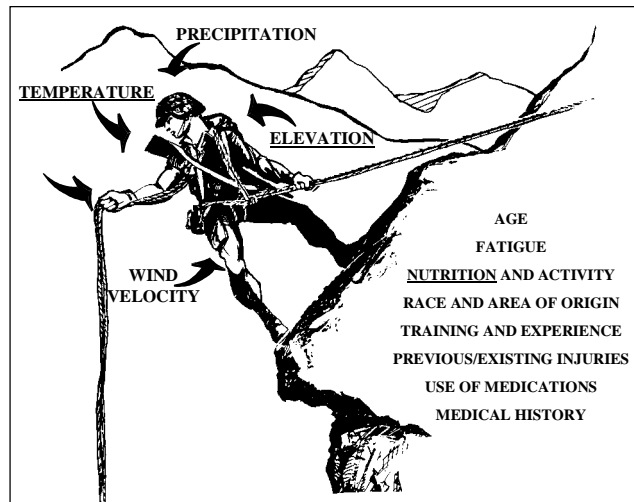 PRECIPITATION
TEMPERATURE
ELEVATION
WIND
VELOCITY
AGE
FATIGUE
NUTRITION AND ACTIVITY
RACE AND AREA OF ORIGIN
TRAINING AND EXPERIENCE
PREVIOUS/EXISTING INJURIES
USE OF MEDICATIONS
MEDICAL HISTORY